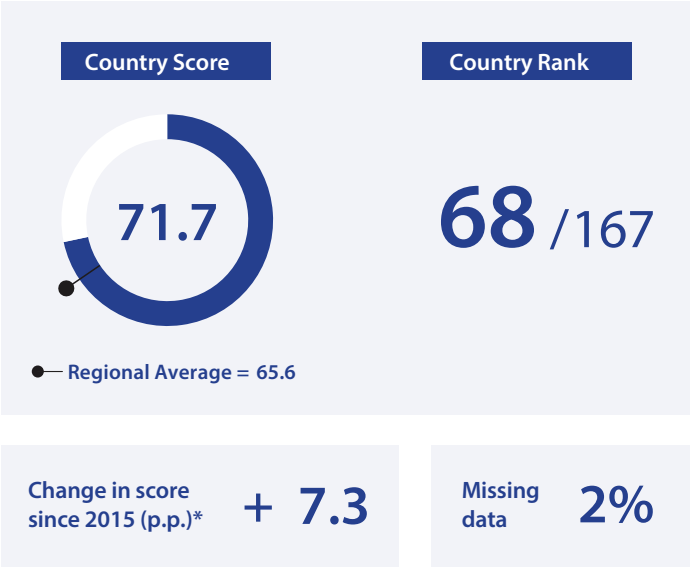 Country Score
Country Rank
71.7
68 /167
Regional Average = 65.6
Change in score
since 2015 (p.p.)*
+ 7.3
Missing
data
2%